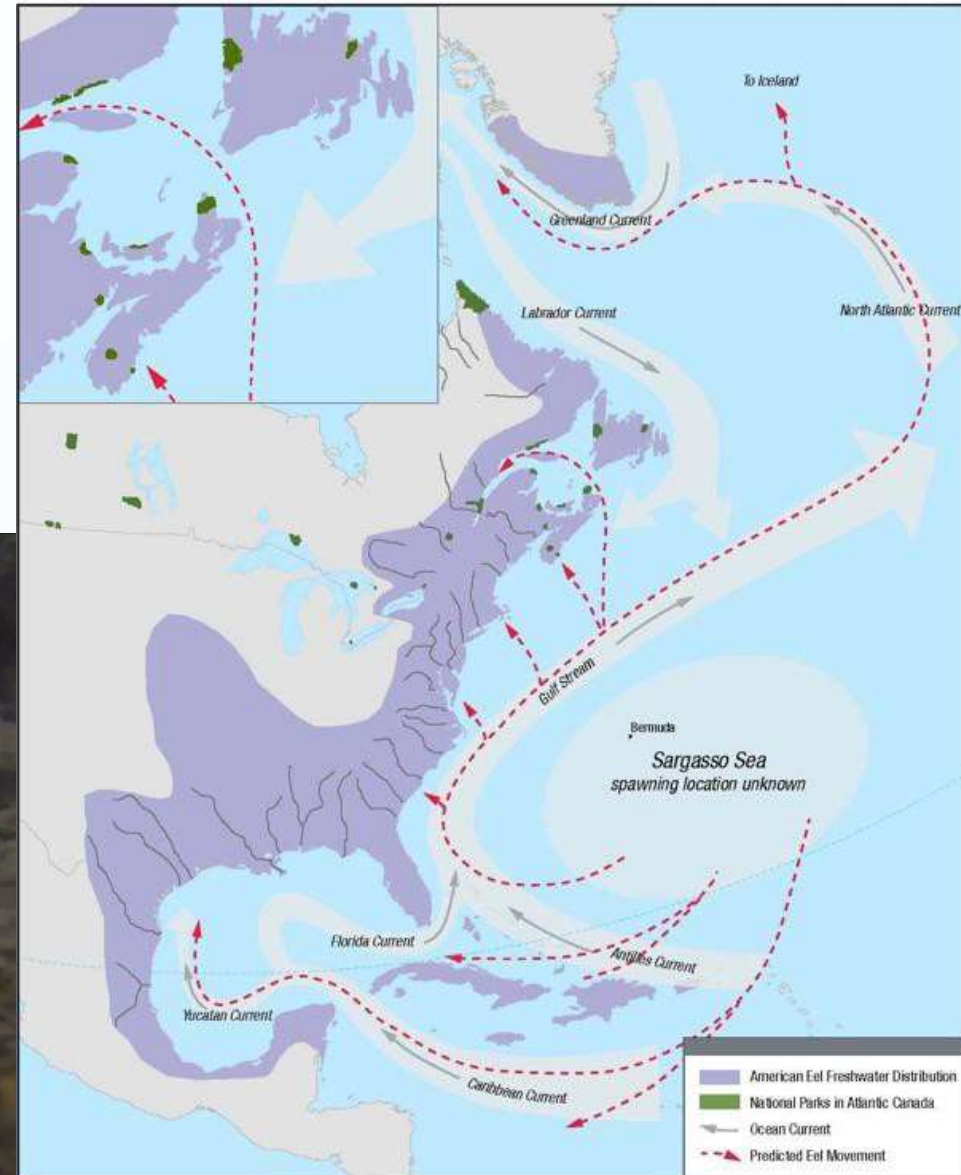 To Iceland
Greenland Current
Labrador Current
North Atlantic Current
Gulf Stream
Bermuda
Sargasso Sea
spawning location unknown
Florida Current
Antilles Current
Yucatan Current
Caribbean Current
American Eel Freshwater Distribution
National Parks in Atlantic Canada
Ocean Current
Predicted Eel Movement